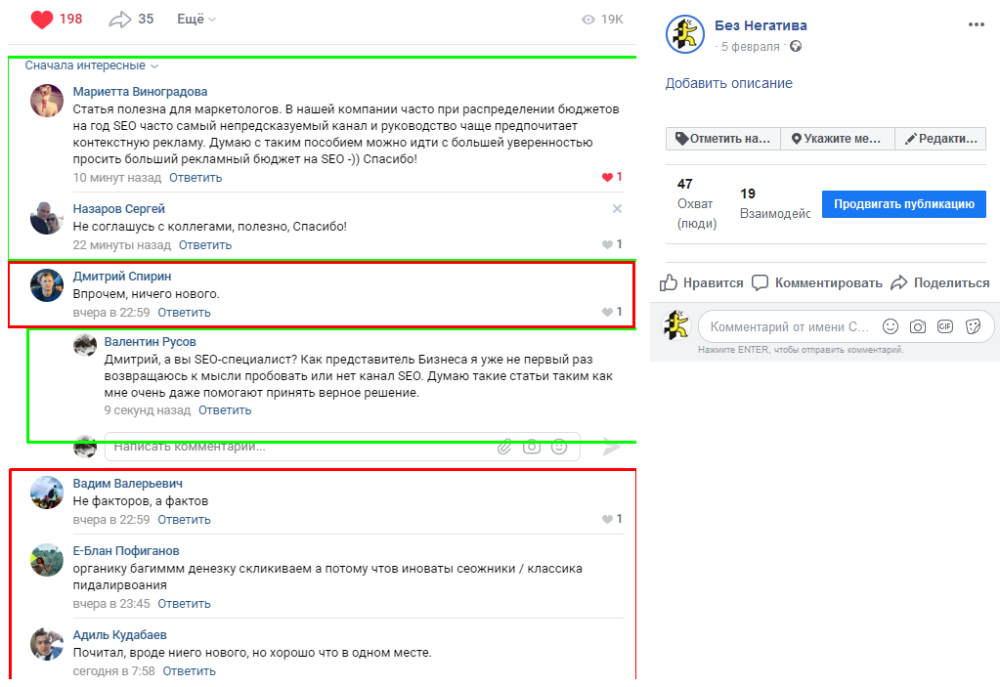 198
35
Ещё
19K
Сначала интересные
Мариетта Виноградова
Статья полезна для маркетологов. В нашей компании часто при распределении бюджетов
на год SEO часто самый непредсказуемый канал и руководство чаще предпочитает
контекстную рекламу. Думаю с таким пособием можно идти с большей уверенностью
просить больший рекламный бюджет на SEO -)) Спасибо!
10 минут назад Ответить
1
Назаров Сергей
Не соглашусь с коллегами, полезно, Спасибо!
22 минуты назад Ответить
1
Дмитрий Спирин
Впрочем, ничего нового.
вчера в 22:59 Ответить
1
Валентин Русов
Дмитрий, а вы SEO-специалист? Как представитель Бизнеса я уже не первый раз
возвращаюсь к мысли пробовать или нет канал SEO. Думаю такие статьи таким как
мне очень даже помогают принять верное решение.
9 секунд назад Ответить
Написать комментарий...
Вадим Валерьевич
Не факторов, а фактов
вчера в 22:59 Ответить
1
Е-Блан Пофиганов
органику багиммм денезку скликиваем а потому чтов иноваты сеожники / классика
пидалирвоания
вчера в 23:45 Ответить
Адиль Кудабаев
Почитал, вроде ниего нового, но хорошо что в одном месте.
сегодня в 7:58 Ответить
Без Негатива
· 5 февраля ·
Добавить описание
Отметить на...
Укажите ме...
Редакти...
47
Охват
(люди)
19
Взаимодейс
Продвигать публикацию
Нравится
Комментировать
Поделиться
Комментарий от имени С...
GIF
Нажмите ENTER, чтобы отправить комментарий.